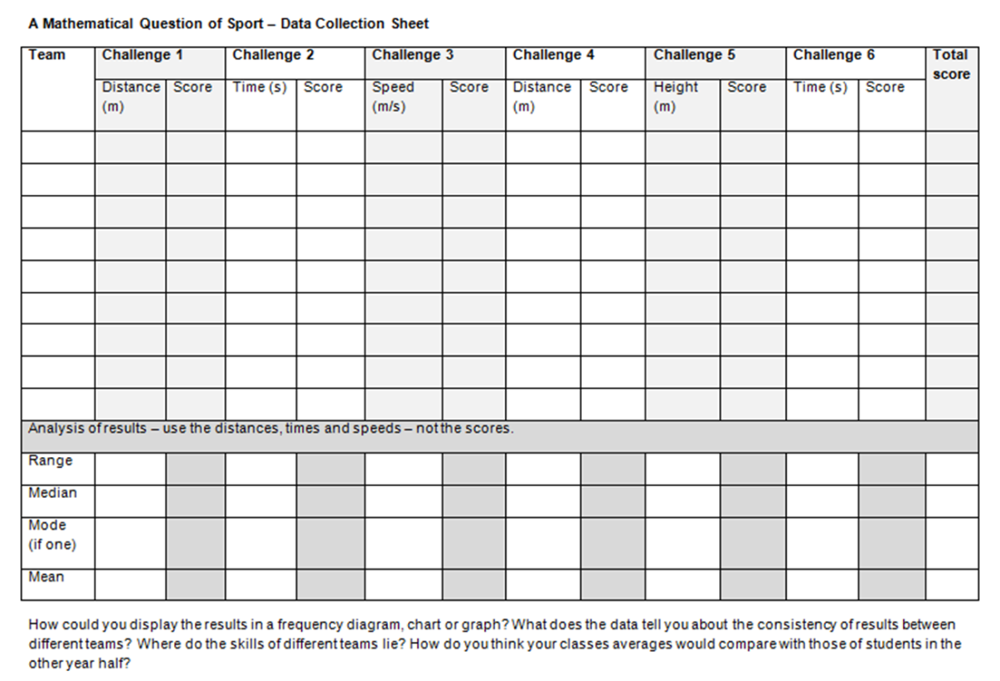 A Mathematical Question of Sport – Data Collection Sheet
Team Challenge 1 Challenge 2 Challenge 3 Challenge 4 Challenge 5 Challenge 6 Total
score
Distance Score Time (s) Score Speed Score Distance Score Height Score Time (s) Score
(m) (m/s) (m) (m)
Analysis of results – use the distances, times and speeds – not the scores.
Range
Median
Mode
(if one)
Mean
How could you display the results in a frequency diagram, chart or graph? What does the data tell you about the consistency of results between
different teams? Where do the skills of different teams lie? How do you think your classes averages would compare with those of students in the
other year half?